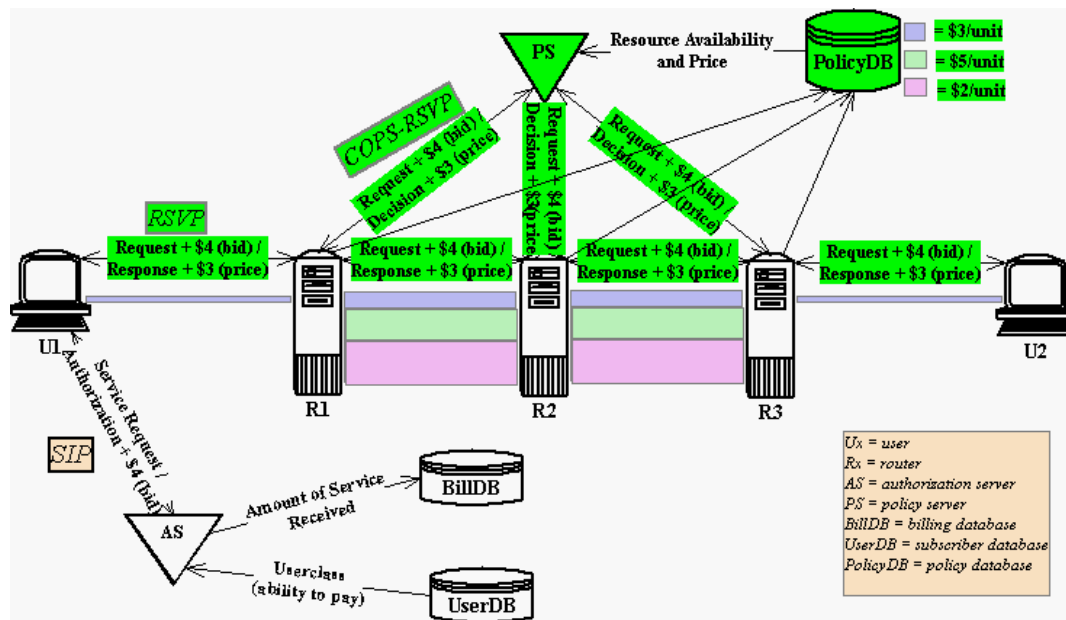 PS
Resource Availability
and Price
PolicyDB
= $3/unit
= $5/unit
= $2/unit
COPS-RSVP
Request + $4 (bid) /
Decision + $3 (price)
Request + $4 (bid)
Decision + $3(price)
Request + $4 (bid) /
Decision + $3 (price)
RSVP
Request + $4 (bid) /
Response + $3 (price)
Request + $4 (bid) /
Response + $3 (price)
Request + $4 (bid) /
Response + $3 (price)
Request + $4 (bid) /
Response + $3 (price)
U1
R1
R2
R3
U2
Service Request /
Authorization + $4 (bid)
SIP
AS
Amount of Service
Received
BillDB
Userclass
(ability to pay)
UserDB
Ux = user
Rx = router
AS = authorization server
PS = policy server
BillDB = billing database
UserDB = subscriber database
PolicyDB = policy database